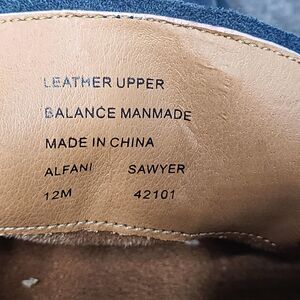 LEATHER UPPER
BALANCE MANMADE
MADE IN CHINA
ALFANI SAWYER
12M 42101